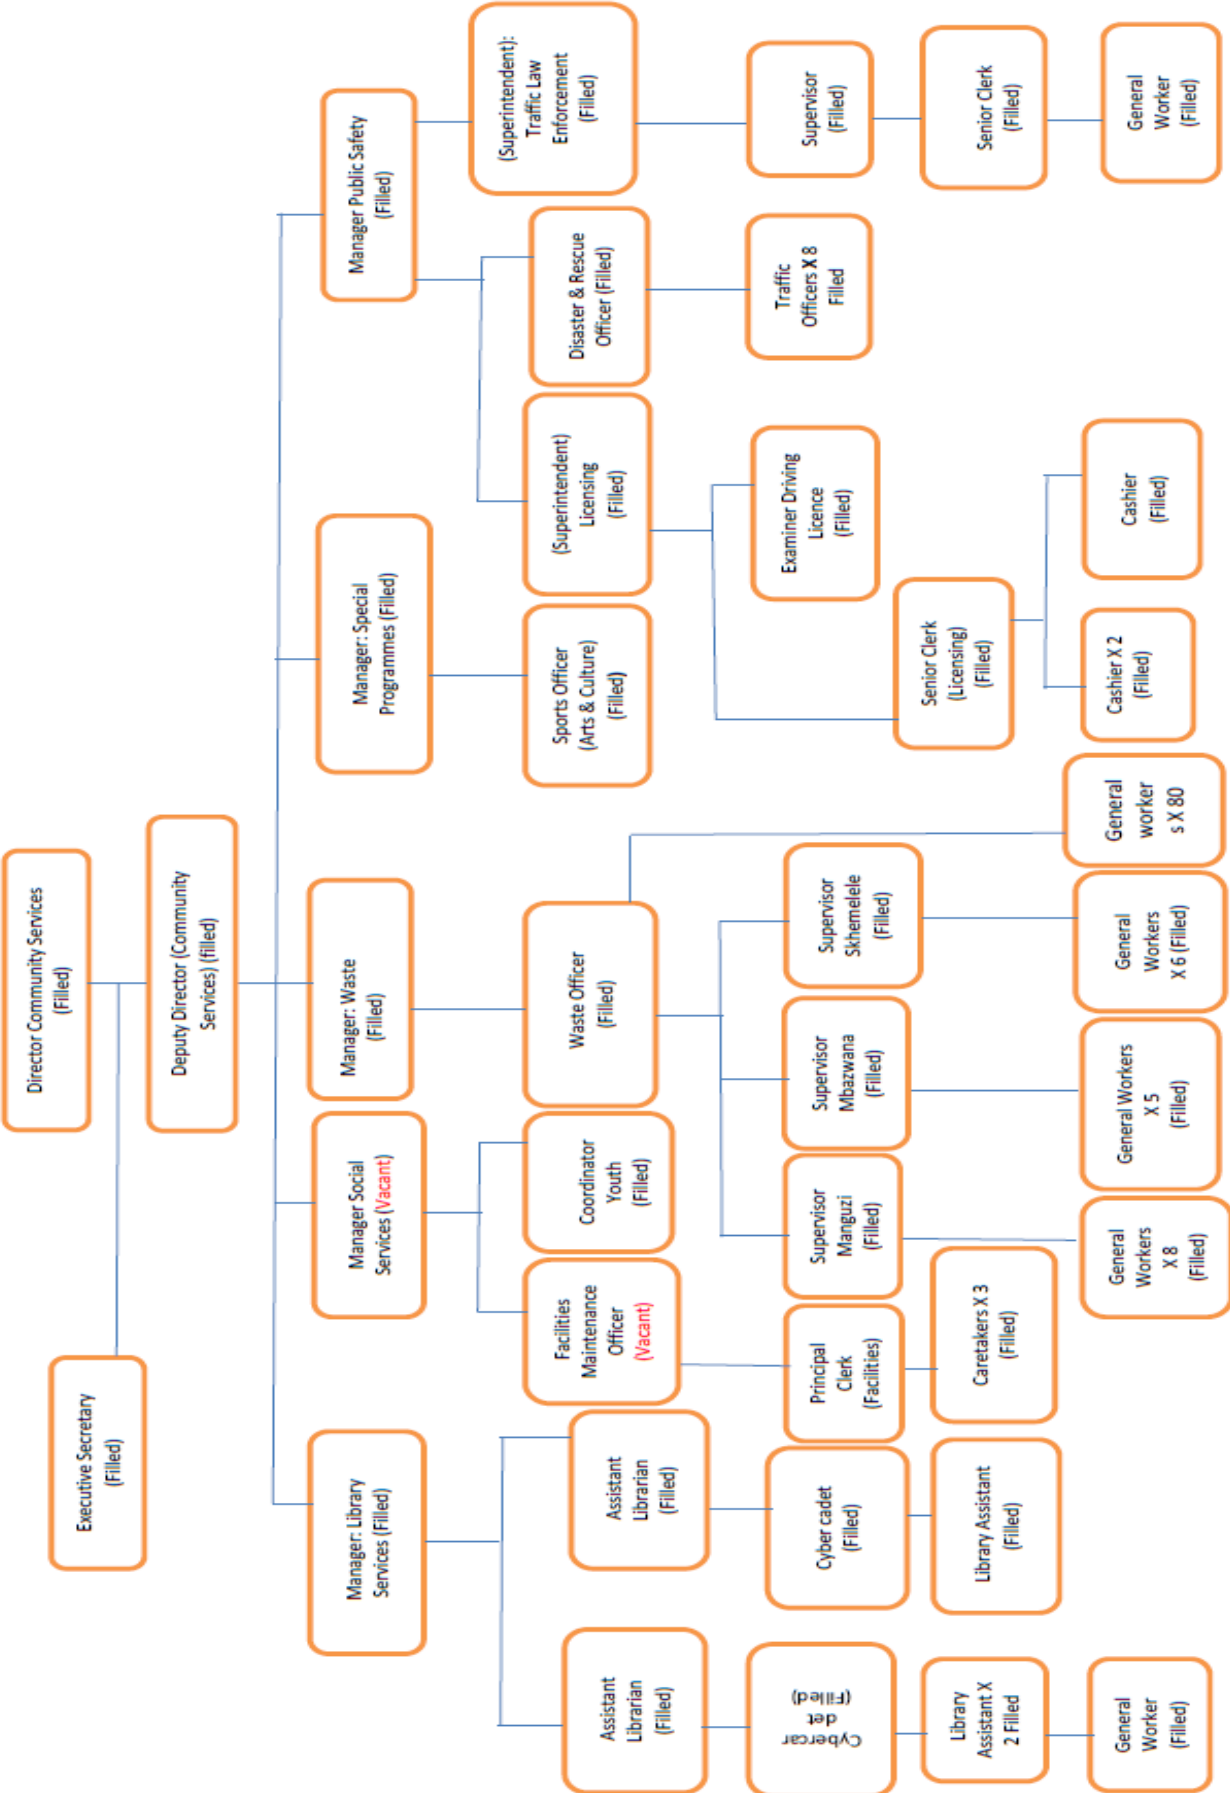 Director Community Services
(Filled)
Executive Secretary
(Filled)
Deputy Director (Community
Services) (filled)
Manager: Library
Services (Filled)
Manager Social
Services (Vacant)
Manager: Waste
(Filled)
Manager: Special
Programmes (Filled)
Manager Public Safety
(Filled)
Assistant
Librarian
(Filled)
Assistant
Librarian
(Filled)
Facilities
Maintenance
Officer
(Vacant)
Coordinator
Youth
(Filled)
Waste Officer
(Filled)
Sports Officer
(Arts & Culture)
(Filled)
(Superintendent)
Licensing
(Filled)
Disaster & Rescue
Officer (Filled)
(Superintendent):
Traffic Law
Enforcement
(Filled)
Cybercar
det
(Filled)
Cyber cadet
(Filled)
Principal
Clerk
(Facilities)
Supervisor
Manguzi
(Filled)
Supervisor
Mbazwana
(Filled)
Supervisor
Skhemelele
(Filled)
Examiner Driving
Licence
(Filled)
Traffic
Officers X 8
Filled
Supervisor
(Filled)
Library
Assistant X
2 Filled
Library Assistant
(Filled)
Caretakers X 3
(Filled)
Senior Clerk
(Licensing)
(Filled)
Senior Clerk
(Filled)
General
Worker
(Filled)
General
Workers
X 8
(Filled)
General Workers
X 5
(Filled)
General
Workers
X 6 (Filled)
General
worker
s X 80
Cashier X 2
(Filled)
Cashier
(Filled)
General
Worker
(Filled)